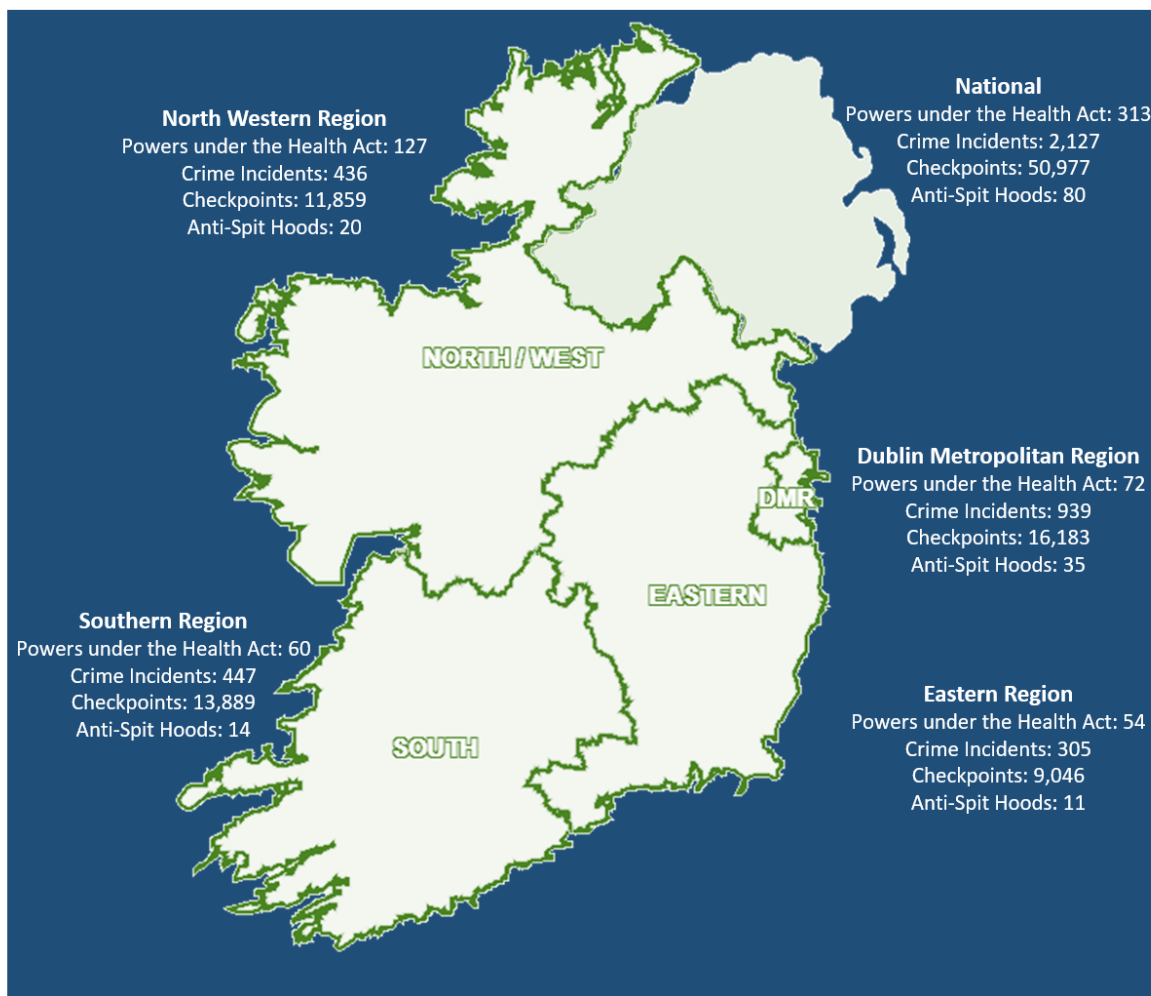 North Western Region
Powers under the Health Act: 127
Crime Incidents: 436
Checkpoints: 11,859
Anti-Spit Hoods: 20
National
Powers under the Health Act: 313
Crime Incidents: 2,127
Checkpoints: 50,977
Anti-Spit Hoods: 80
NORTH / WEST
Dublin Metropolitan Region
Powers under the Health Act: 72
Crime Incidents: 939
Checkpoints: 16,183
Anti-Spit Hoods: 35
DMR
EASTERN
Southern Region
Powers under the Health Act: 60
Crime Incidents: 447
Checkpoints: 13,889
Anti-Spit Hoods: 14
SOUTH
Eastern Region
Powers under the Health Act: 54
Crime Incidents: 305
Checkpoints: 9,046
Anti-Spit Hoods: 11